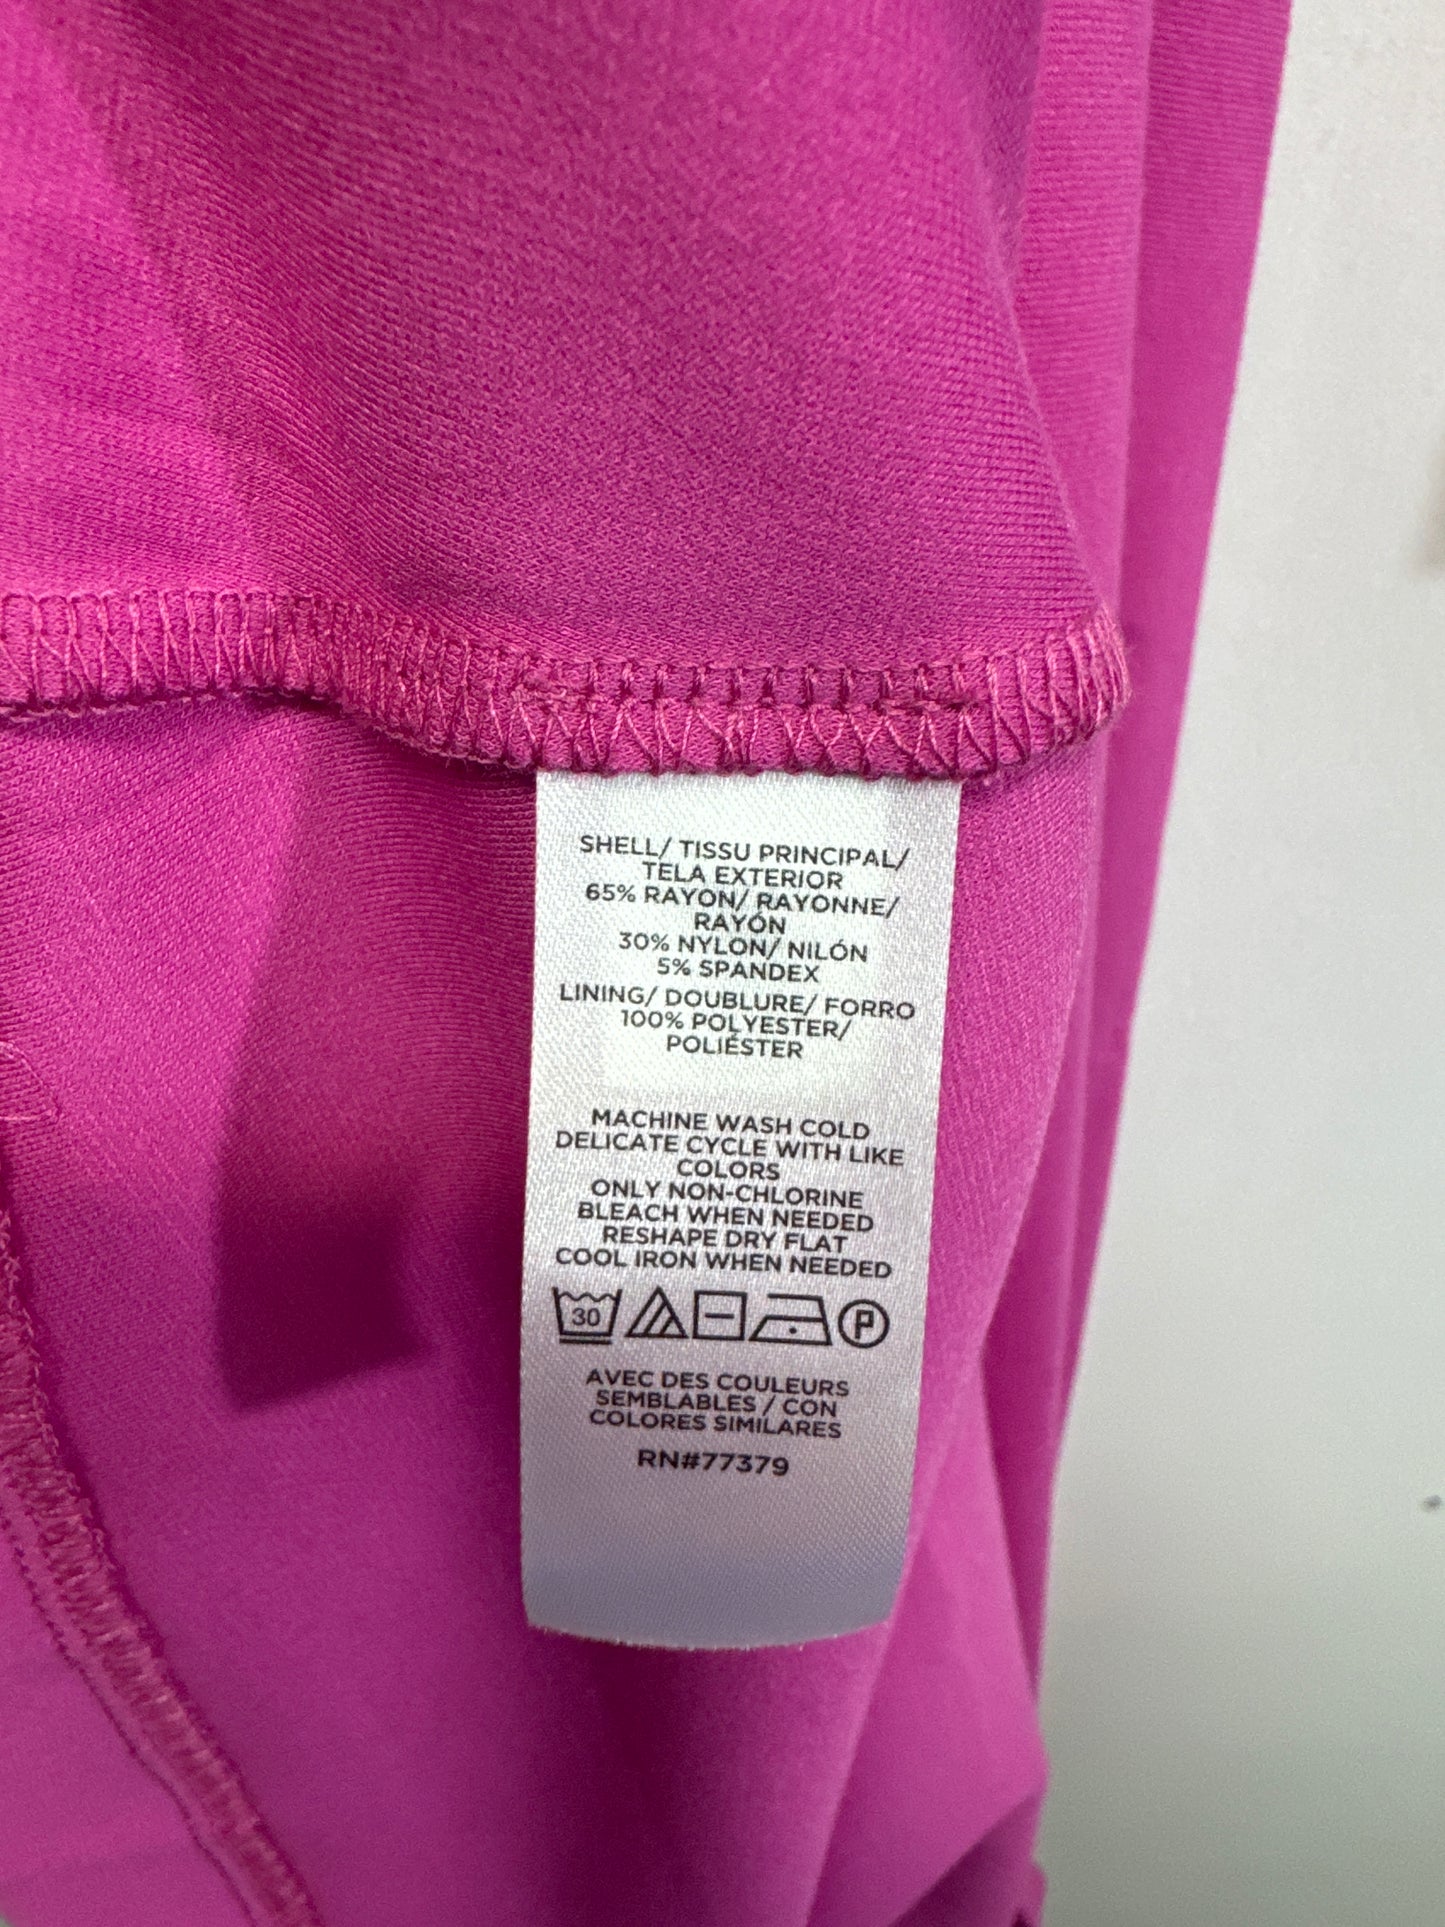 SHELL/ TISSU PRINCIPAL/
TELA EXTERIOR
65% RAYON/ RAYONNE/
RAYÓN
30% NYLON/ NILÓN
5% SPANDEX
LINING/ DOUBLURE/ FORRO
100% POLYESTER/
POLIÉSTER
MACHINE WASH COLD
DELICATE CYCLE WITH LIKE
COLORS
ONLY NON-CHLORINE
BLEACH WHEN NEEDED
RESHAPE DRY FLAT
COOL IRON WHEN NEEDED
30 P
AVEC DES COULEURS
SEMBLABLES / CON
COLORES SIMILARES
RN#77379